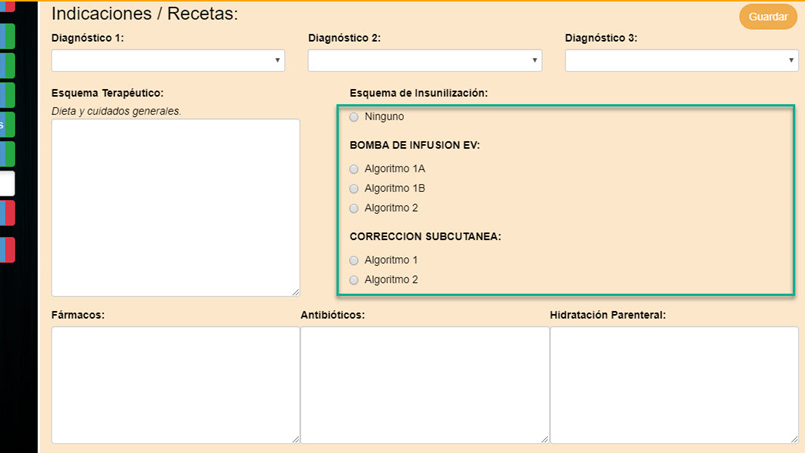 Indicaciones / Recetas:
Guardar
Diagnóstico 1:
Diagnóstico 2:
Diagnóstico 3:
Esquema Terapéutico:
Dieta y cuidados generales.
Esquema de Insunilización:
Ninguno
BOMBA DE INFUSION EV:
Algoritmo 1A
Algoritmo 1B
Algoritmo 2
CORRECCION SUBCUTANEA:
Algoritmo 1
Algoritmo 2
Fármacos:
Antibióticos:
Hidratación Parenteral:
s